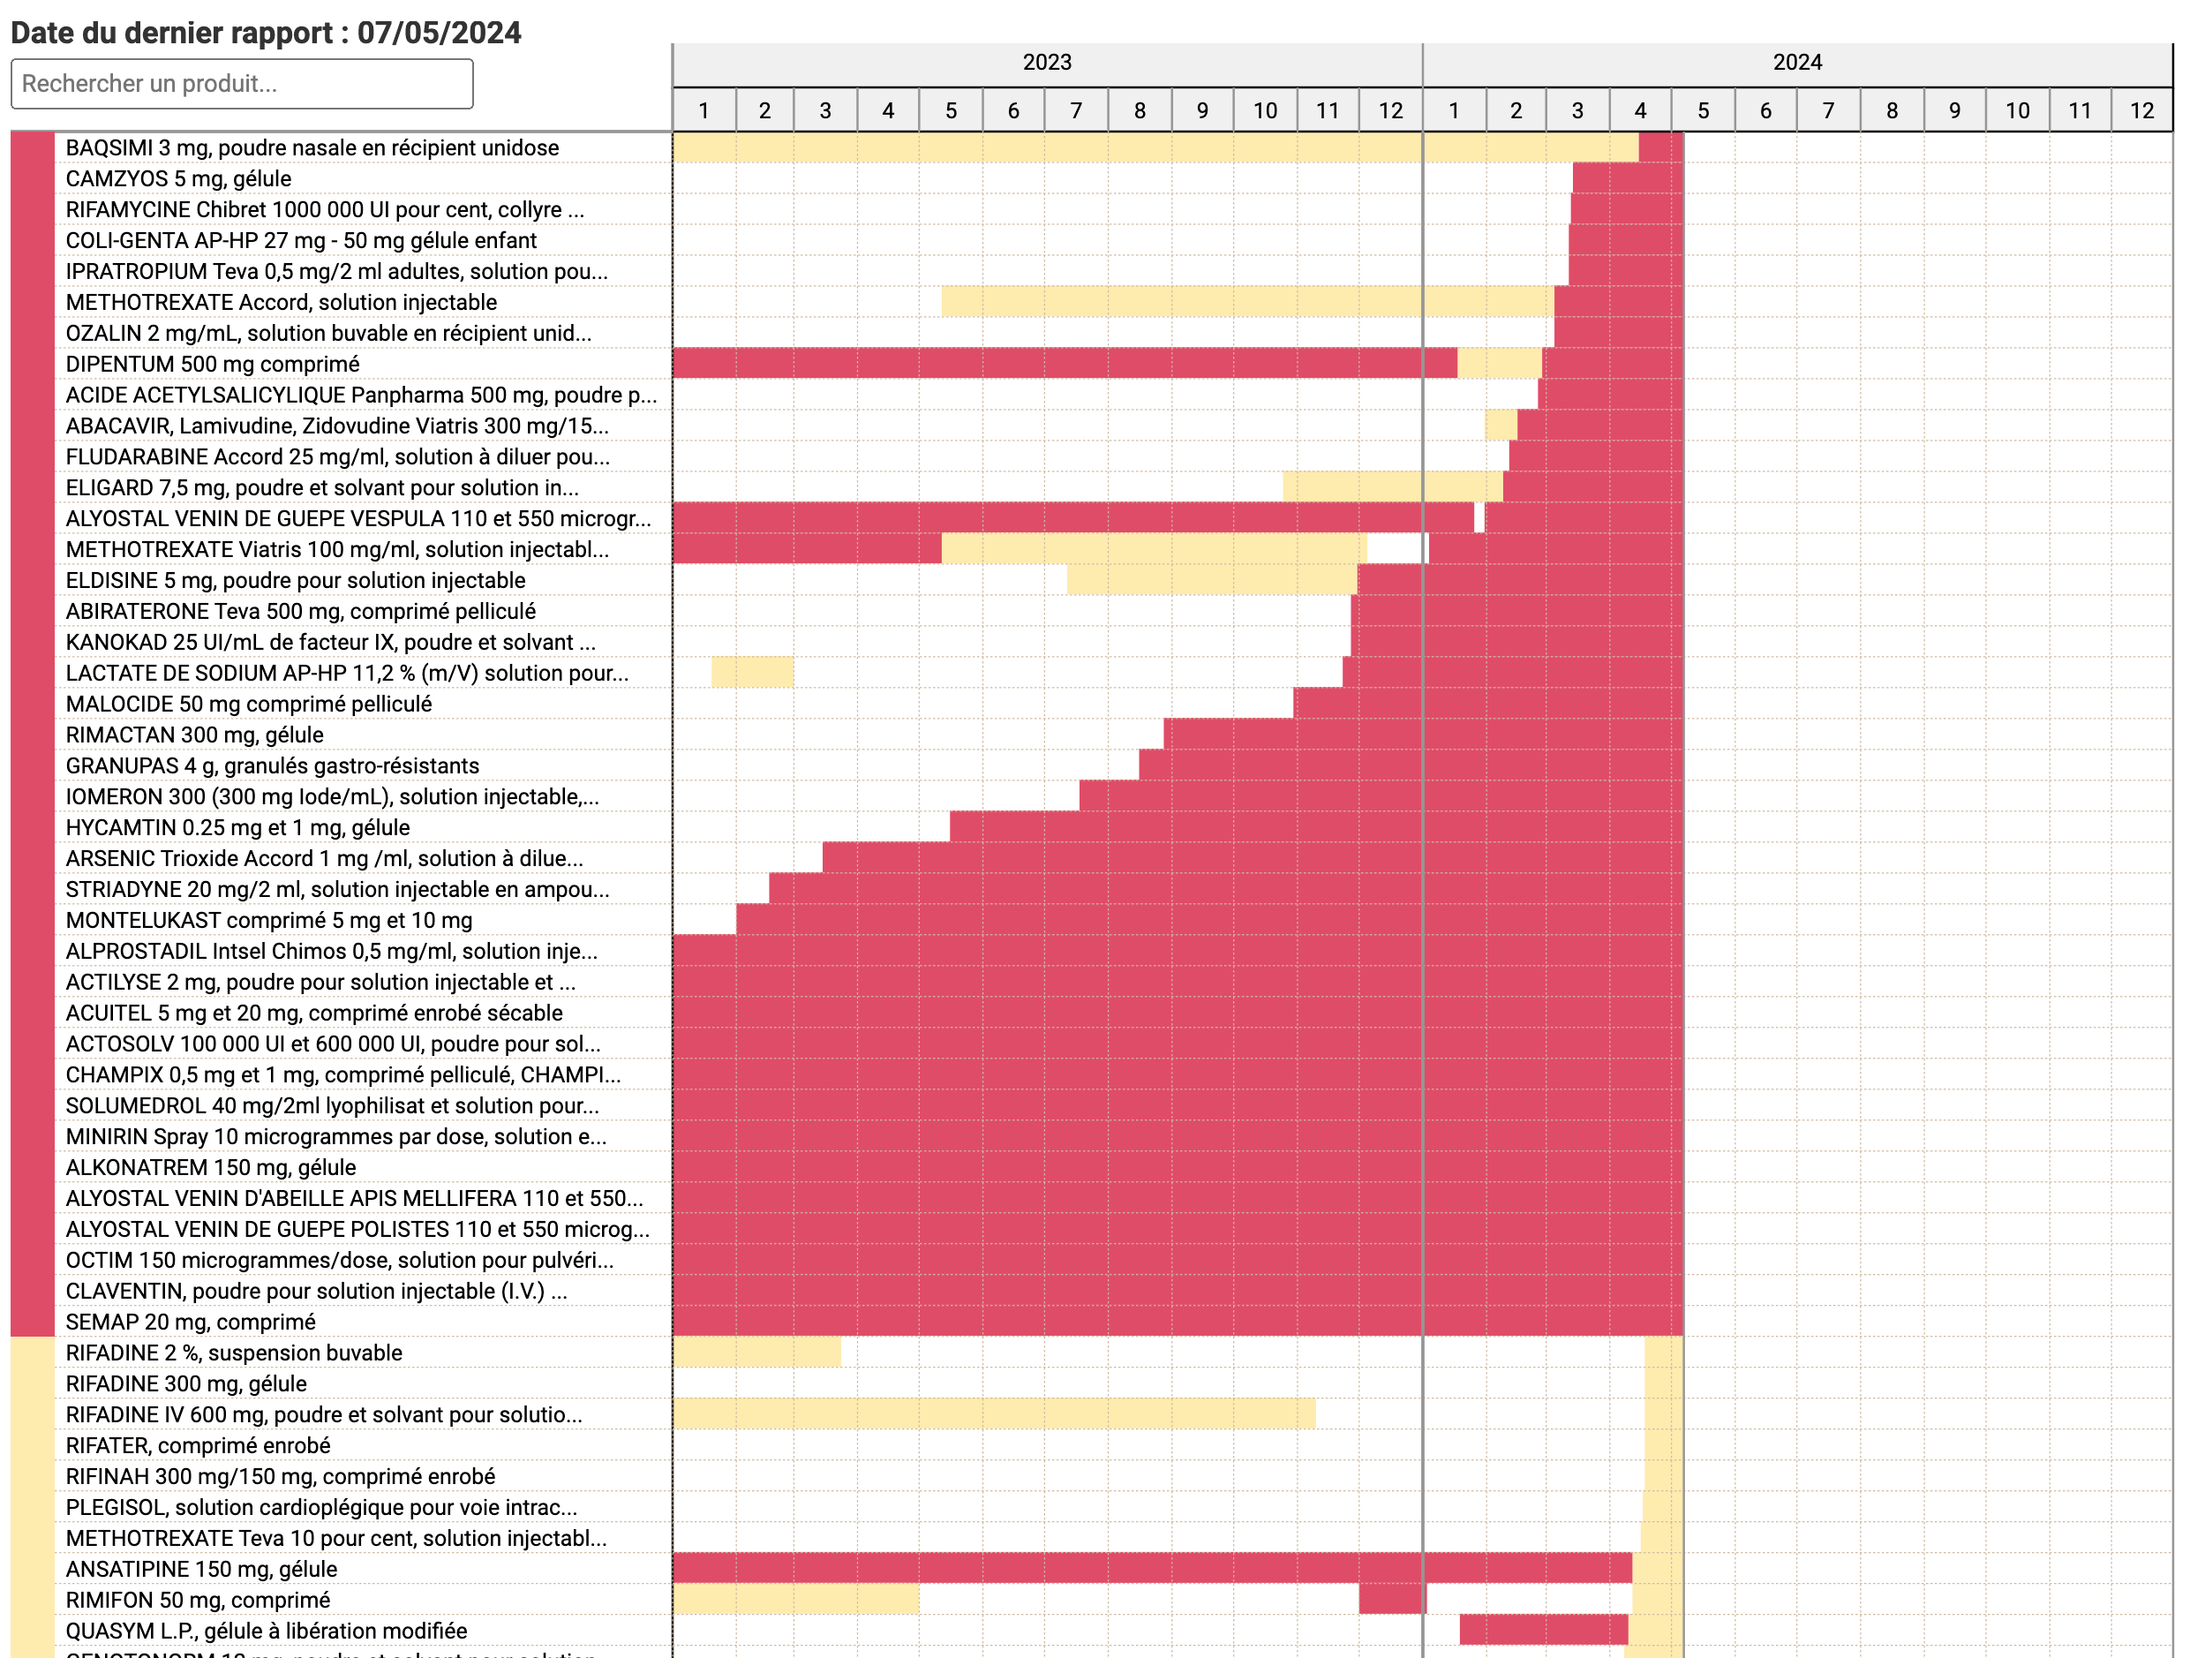 Date du dernier rapport : 07/05/2024
Rechercher un produit...
2023 2024
1 2 3 4 5 6 7 8 9 10 11 12 1 2 3 4 5 6 7 8 9 10 11 12
BAQSIMI 3 mg, poudre nasale en récipient unidose
CAMZYOS 5 mg, gélule
RIFAMYCINE Chibret 1000 000 UI pour cent, collyre ...
COLI-GENTA AP-HP 27 mg - 50 mg gélule enfant
IPRATROPIUM Teva 0,5 mg/2 ml adultes, solution pou...
METHOTREXATE Accord, solution injectable
OZALIN 2 mg/mL, solution buvable en récipient unid...
DIPENTUM 500 mg comprimé
ACIDE ACETYLSALICYLIQUE Panpharma 500 mg, poudre p...
ABACAVIR, Lamivudine, Zidovudine Viatris 300 mg/15...
FLUDARABINE Accord 25 mg/ml, solution à diluer pou...
ELIGARD 7,5 mg, poudre et solvant pour solution in...
ALYOSTAL VENIN DE GUEPE VESPULA 110 et 550 microgr...
METHOTREXATE Viatris 100 mg/ml, solution injectabl...
ELDISINE 5 mg, poudre pour solution injectable
ABIRATERONE Teva 500 mg, comprimé pelliculé
KANOKAD 25 UI/mL de facteur IX, poudre et solvant ...
LACTATE DE SODIUM AP-HP 11,2 % (m/V) solution pour...
MALOCIDE 50 mg comprimé pelliculé
RIMACTAN 300 mg, gélule
GRANUPAS 4 g, granulés gastro-résistants
IOMERON 300 (300 mg Iode/mL), solution injectable,...
HYCAMTIN 0.25 mg et 1 mg, gélule
ARSENIC Trioxide Accord 1 mg /ml, solution à dilue...
STRIADYNE 20 mg/2 ml, solution injectable en ampou...
MONTELUKAST comprimé 5 mg et 10 mg
ALPROSTADIL Intsel Chimos 0,5 mg/ml, solution inje...
ACTILYSE 2 mg, poudre pour solution injectable et ...
ACUITEL 5 mg et 20 mg, comprimé enrobé sécable
ACTOSOLV 100 000 UI et 600 000 UI, poudre pour sol...
CHAMPIX 0,5 mg et 1 mg, comprimé pelliculé, CHAMPI...
SOLUMEDROL 40 mg/2ml lyophilisat et solution pour...
MINIRIN Spray 10 microgrammes par dose, solution e...
ALKONATREM 150 mg, gélule
ALYOSTAL VENIN D'ABEILLE APIS MELLIFERA 110 et 550...
ALYOSTAL VENIN DE GUEPE POLISTES 110 et 550 microg...
OCTIM 150 microgrammes/dose, solution pour pulvéri...
CLAVENTIN, poudre pour solution injectable (I.V.) ...
SEMAP 20 mg, comprimé
RIFADINE 2 %, suspension buvable
RIFADINE 300 mg, gélule
RIFADINE IV 600 mg, poudre et solvant pour solutio...
RIFATER, comprimé enrobé
RIFINAH 300 mg/150 mg, comprimé enrobé
PLEGISOL, solution cardioplégique pour voie intrac...
METHOTREXATE Teva 10 pour cent, solution injectabl...
ANSATIPINE 150 mg, gélule
RIMIFON 50 mg, comprimé
QUASYM L.P., gélule à libération modifiée